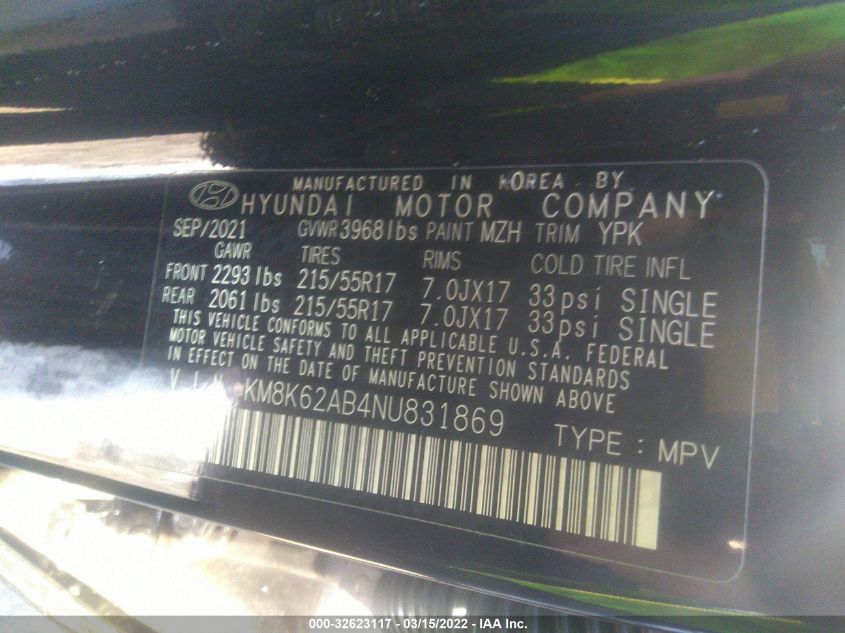 MANUFACTURED IN KOREA BY
HYUNDAI MOTOR COMPANY
SEP/2021 GVWR 3968 lbs PAINT MZH TRIM YPK
GAWR TIRES RIMS COLD TIRE INFL
FRONT 2293 lbs 215/55R17 7.0JX17 33psi SINGLE
REAR 2061 lbs 215/55R17 7.0JX17 33psi SINGLE
THIS VEHICLE CONFORMS TO ALL APPLICABLE U.S.A. FEDERAL
MOTOR VEHICLE SAFETY AND THEFT PREVENTION STANDARDS
IN EFFECT ON THE DATE OF MANUFACTURE SHOWN ABOVE
V.I.N: KM8K62AB4NU831869
TYPE : MPV
000-32623117 - 03/15/2022 - IAA Inc.